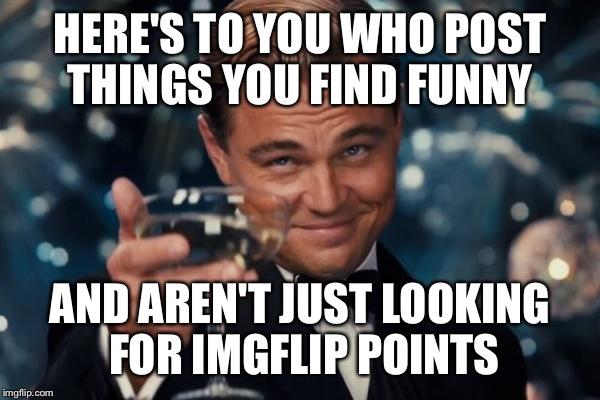 HERE'S TO YOU WHO POST
THINGS YOU FIND FUNNY
AND AREN'T JUST LOOKING
FOR IMGFLIP POINTS
imgflip.com